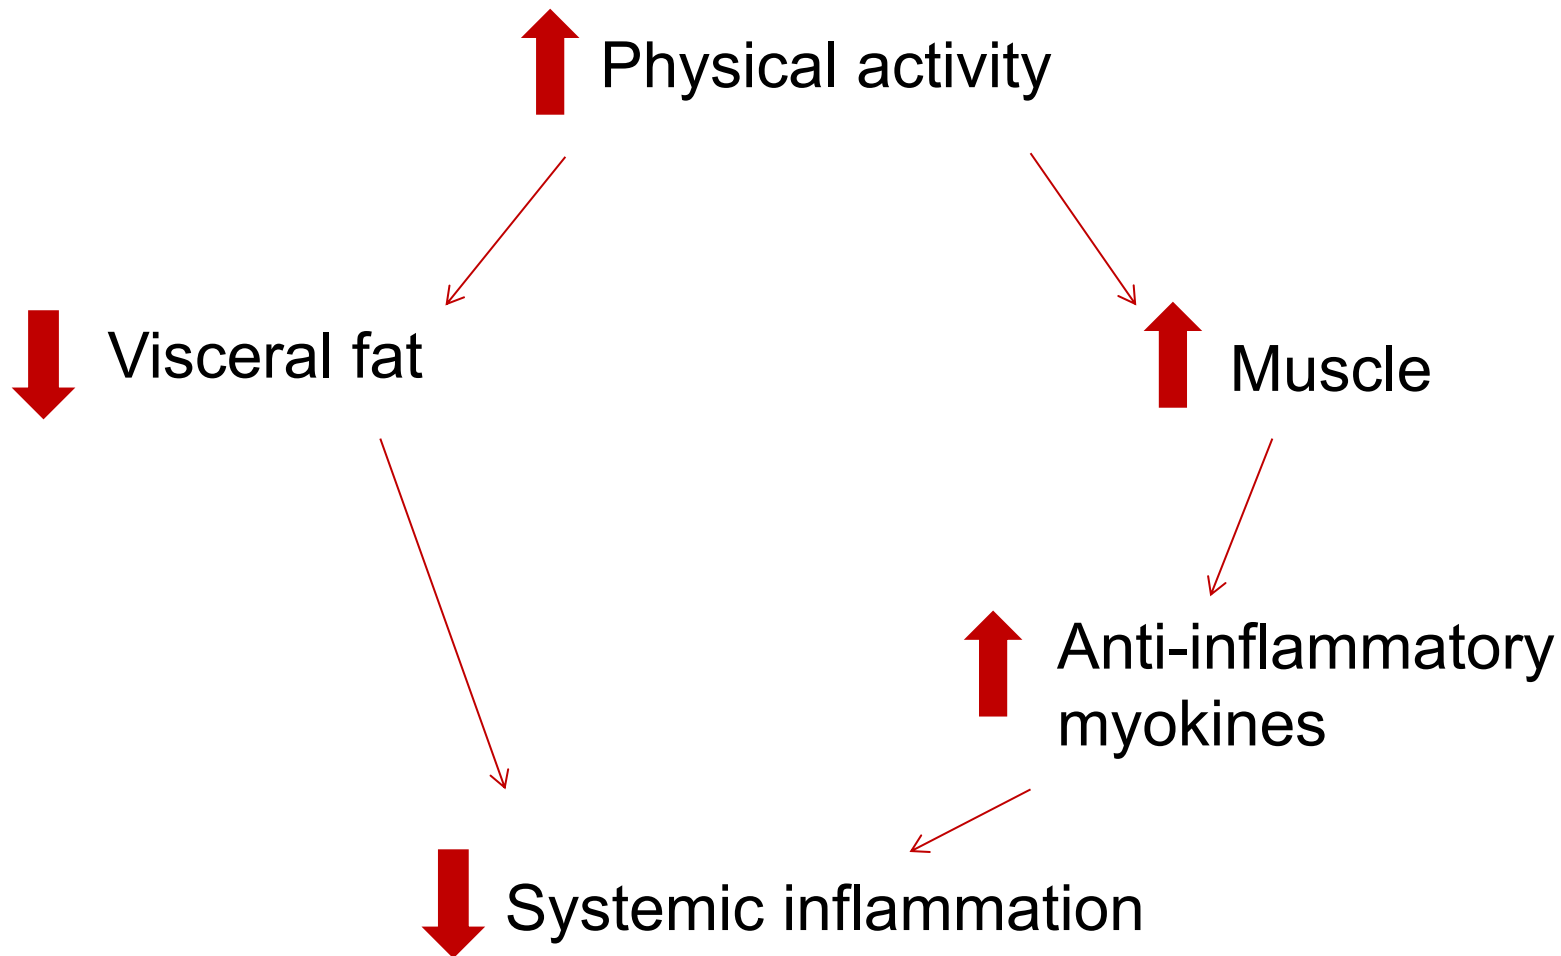 Physical activity
Visceral fat
Muscle
Anti-inflammatory
myokines
Systemic inflammation